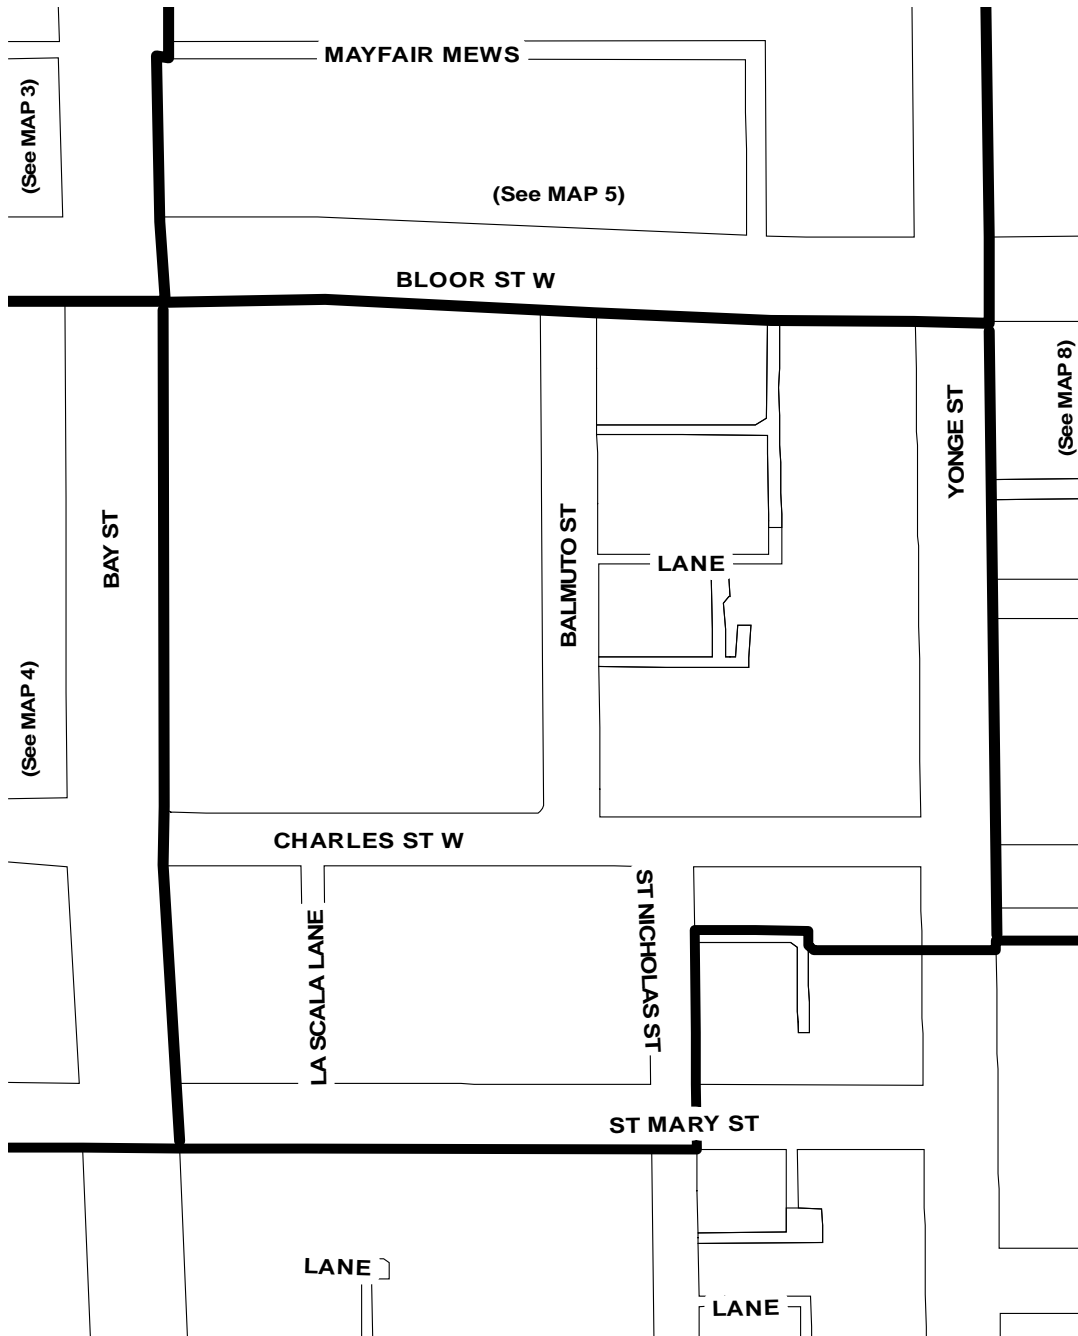 MAYFAIR MEWS
(See MAP 3)
(See MAP 5)
BLOOR ST W
(See MAP 8)
YONGE ST
BAY ST
BALMUTO ST
LANE
(See MAP 4)
CHARLES ST W
ST NICHOLAS ST
LA SCALA LANE
ST MARY ST
LANE
LANE